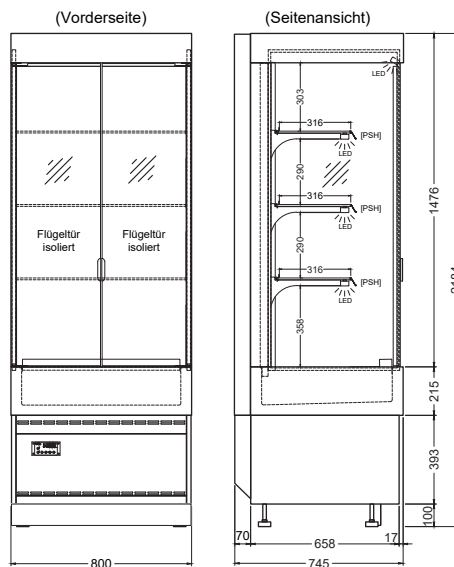 (Vorderseite)
(Seitenansicht)
LED
303
316
[PSH]
LED
290
316
[PSH]
LED
290
316
[PSH]
LED
358
1476
Flügeltür
isoliert
Flügeltür
isoliert
215
393
100
70
658
17
800
745